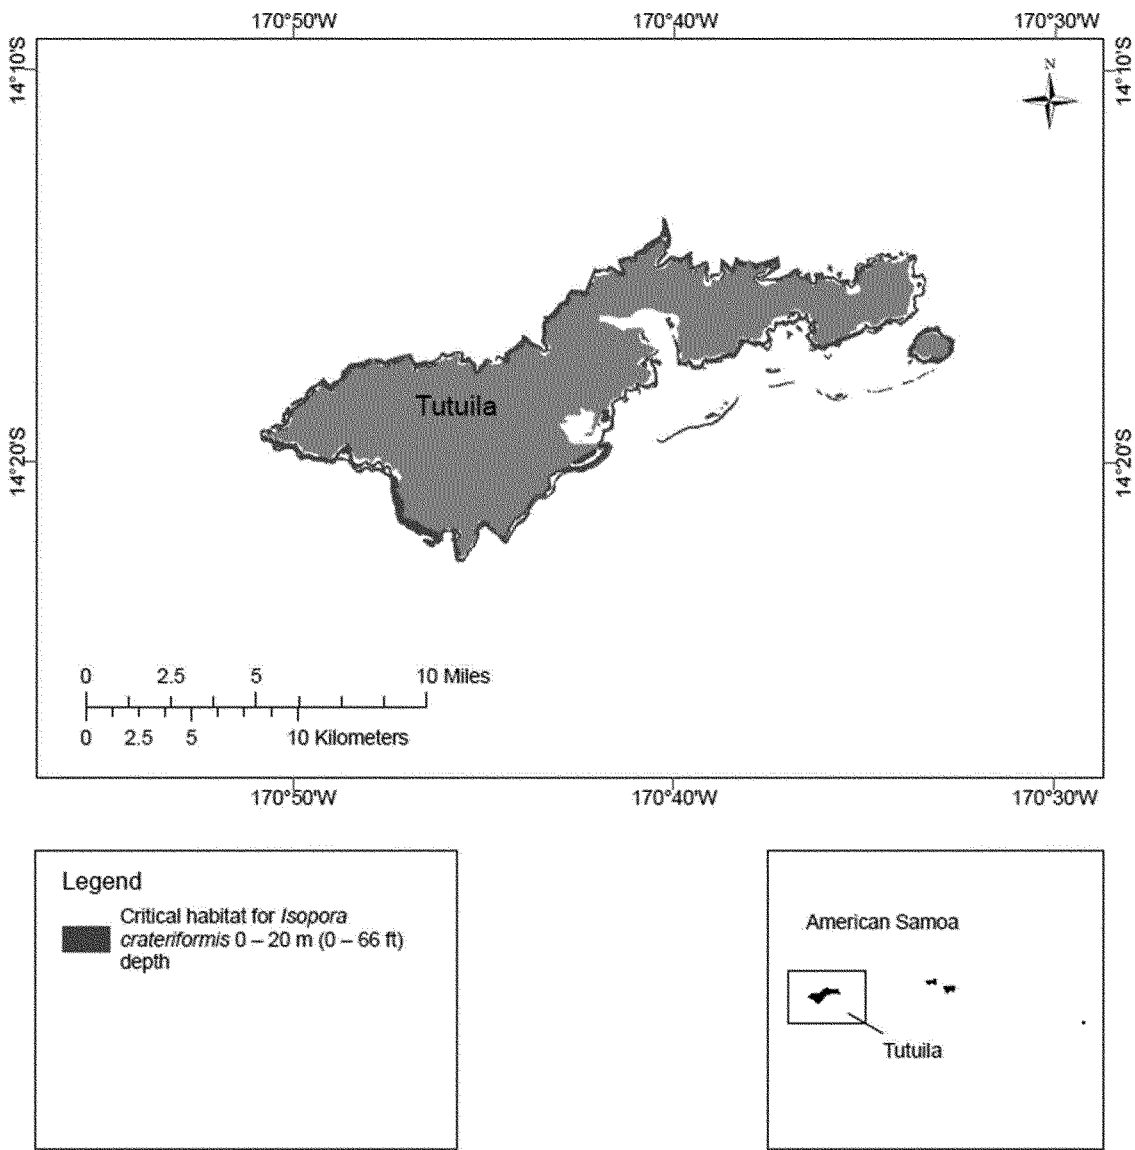 170°50'W 170°40'W 170°30'W
14°10'S 14°10'S
N
Tutuila
14°20'S 14°20'S
0 2.5 5 10 Miles
0 2.5 5 10 Kilometers
170°50'W 170°40'W 170°30'W
Legend
Critical habitat for Isopora
crateriformis 0 – 20 m (0 – 66 ft)
depth
American Samoa
Tutuila